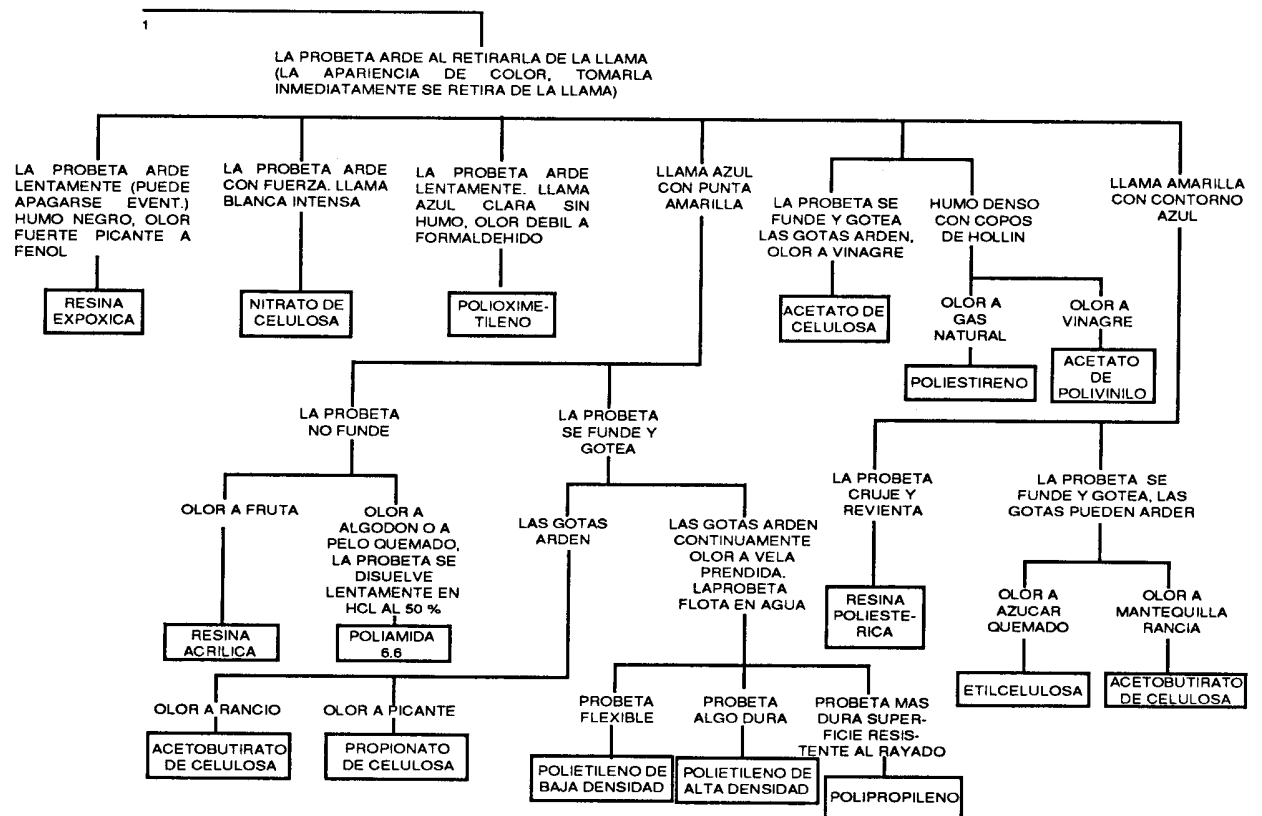 1
LA PROBETA ARDE AL RETIRARLA DE LA LLAMA
(LA APARIENCIA DE COLOR, TOMARLA
INMEDIATAMENTE SE RETIRA DE LA LLAMA)
LA PROBETA ARDE
LENTAMENTE (PUEDE
APAGARSE EVENT.)
HUMO NEGRO, OLOR
FUERTE PICANTE A
FENOL
RESINA
EXPOXICA
LA PROBETA ARDE
CON FUERZA. LLAMA
BLANCA INTENSA
NITRATO DE
CELULOSA
LA PROBETA ARDE
LENTAMENTE. LLAMA
AZUL CLARA SIN
HUMO, OLOR DEBIL A
FORMALDEHIDO
POLIOXIME-
TILENO
LLAMA AZUL
CON PUNTA
AMARILLA
LA PROBETA SE
FUNDE Y GOTEA
LAS GOTAS ARDEN,
OLOR A VINAGRE
ACETATO DE
CELULOSA
HUMO DENSO
CON COPOS
DE HOLLIN
OLOR A
GAS
NATURAL
POLIESTIRENO
OLOR A
VINAGRE
ACETATO
DE
POLIVINILO
LLAMA AMARILLA
CON CONTORNO
AZUL
LA PROBETA
NO FUNDE
OLOR A FRUTA
RESINA
ACRILICA
OLOR A
ALGODON O A
PELO QUEMADO,
LA PROBETA SE
DISUELVE
LENTAMENTE EN
HCL AL 50 %
POLIAMIDA
6.6
LA PROBETA
SE FUNDE Y
GOTEA
LAS GOTAS
ARDEN
OLOR A RANCIO
ACETOBUTIRATO
DE CELULOSA
OLOR A PICANTE
PROPIONATO
DE CELULOSA
LAS GOTAS ARDEN
CONTINUAMENTE
OLOR A VELA
PRENDIDA.
LAPROBETA
FLOTA EN AGUA
PROBETA
FLEXIBLE
POLIETILENO DE
BAJA DENSIDAD
PROBETA
ALGO DURA
POLIETILENO DE
ALTA DENSIDAD
PROBETA MAS
DURA SUPER-
FICIE RESIS-
TENTE AL RAYADO
POLIPROPILENO
LA PROBETA
CRUJE Y
REVIENTA
RESINA
POLIESTE-
RICA
LA PROBETA SE
FUNDE Y GOTEA, LAS
GOTAS PUEDEN ARDER
OLOR A
AZUCAR
QUEMADO
ETILCELULOSA
OLOR A
MANTEQUILLA
RANCIA
ACETOBUTIRATO
DE CELULOSA